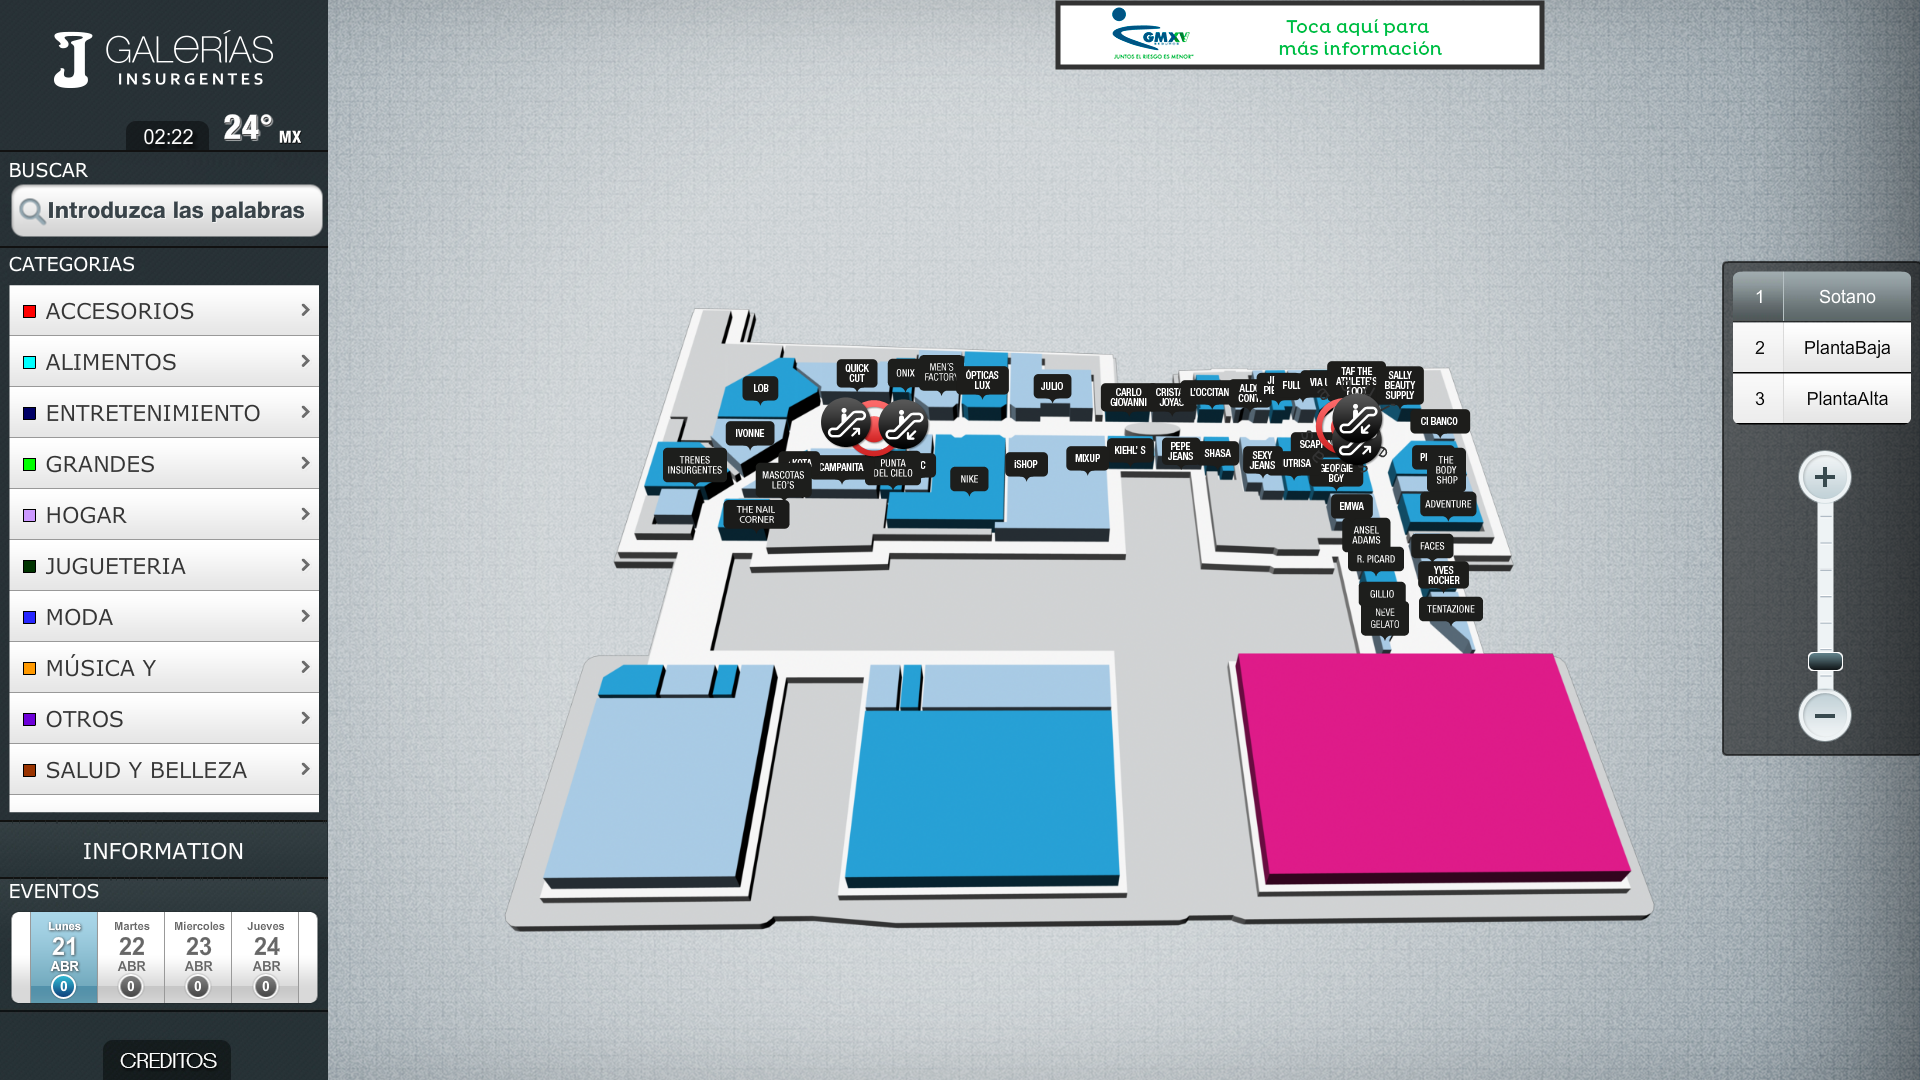 GALERÍAS
INSURGENTES
02:22
24° MX
BUSCAR
Introduzca las palabras
CATEGORIAS
ACCESORIOS
ALIMENTOS
ENTRETENIMIENTO
GRANDES
HOGAR
JUGUETERIA
MODA
MÚSICA Y
OTROS
SALUD Y BELLEZA
INFORMATION
EVENTOS
Lunes
21
ABR
0
Martes
22
ABR
0
Miercoles
23
ABR
0
Jueves
24
ABR
0
CREDITOS
GMX
SEGUROS
JUNTOS EL RIESGO ES MENOR
Toca aquí para
más información
1 Sotano
2 PlantaBaja
3 PlantaAlta
LOB
QUICK
CUT
ONIX
MEN'S
FACTORY
ÓPTICAS
LUX
JULIO
CARLO
GIOVANNI
CRISTA
JOYAS
L'OCCITAN
ALDO
CONT
FULL
VIA
TAF THE
ATHLETE'S
FOOT
SALLY
BEAUTY
SUPPLY
CI BANCO
IVONNE
TRENES
INSURGENTES
MASCOTAS
LEO'S
CAMPANITA
PUNTA
DEL CIELO
NIKE
iSHOP
MIXUP
KIEHL' S
PEPE
JEANS
SHASA
SEXY
JEANS
UTRISA
SCAPP
GEORGIE
BOY
THE
BODY
SHOP
THE NAIL
CORNER
EMWA
ADVENTURE
ANSEL
ADAMS
R. PICARD
FACES
YVES
ROCHER
GILLIO
NEVE
GELATO
TENTAZIONE